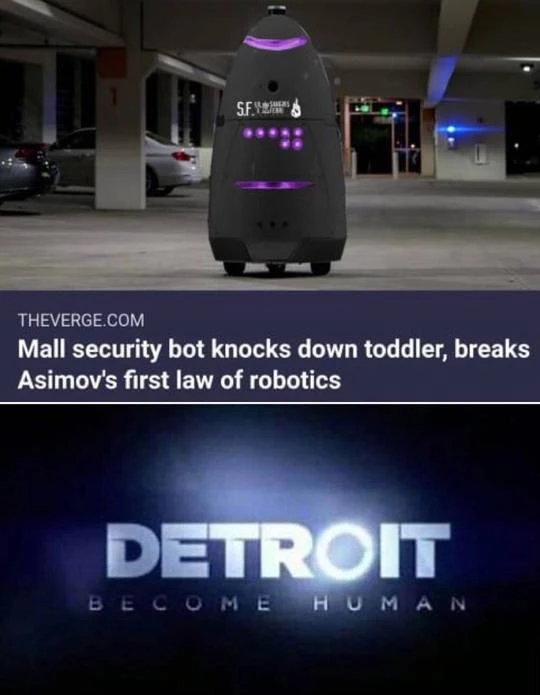 S.F.
THEVERGE.COM
Mall security bot knocks down toddler, breaks
Asimov's first law of robotics
DETROIT
BECOME HUMAN